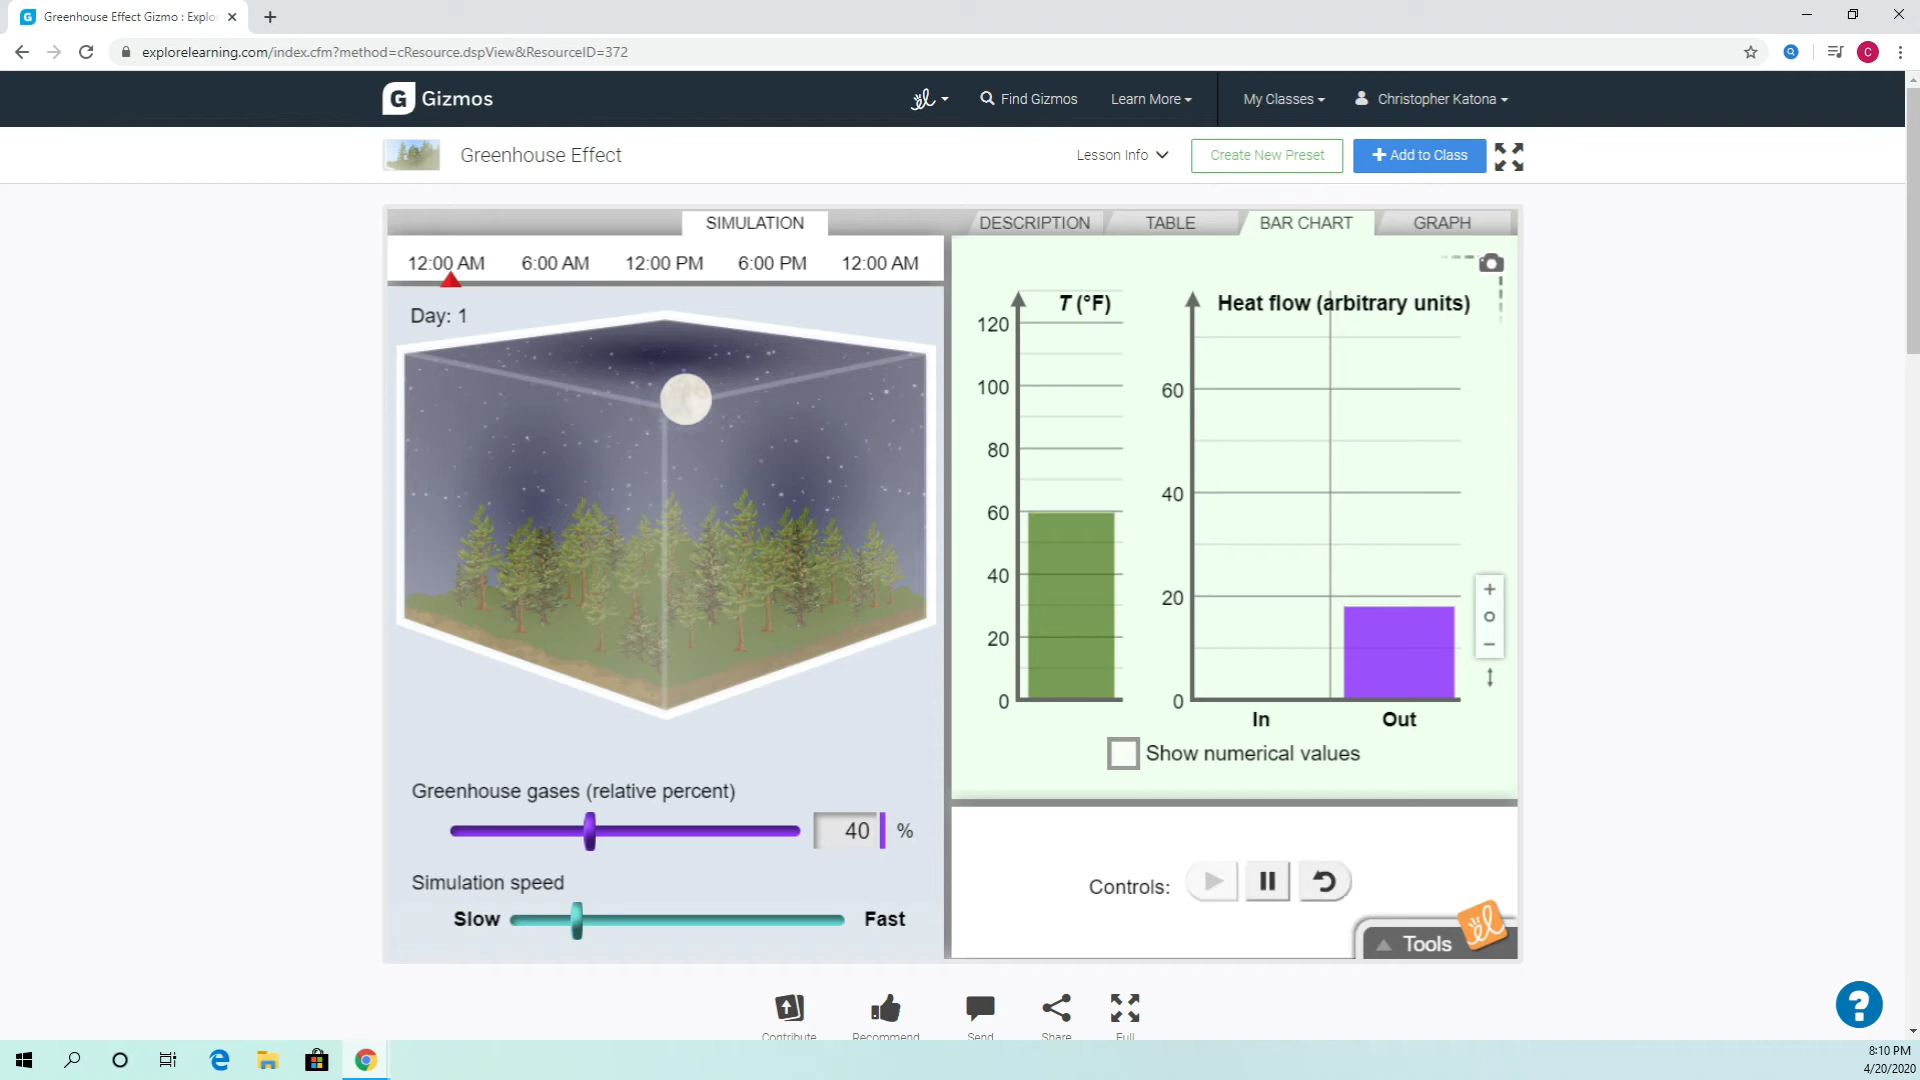 Greenhouse Effect Gizmo : Explo
explorelearning.com/index.cfm?method=cResource.dspView&ResourceID=372
C
G Gizmos
Find Gizmos
Learn More
My Classes
Christopher Katona
Greenhouse Effect
Lesson Info
Create New Preset
Add to Class
SIMULATION
DESCRIPTION
TABLE
BAR CHART
GRAPH
12:00 AM 6:00 AM 12:00 PM 6:00 PM 12:00 AM
Day: 1
T (°F)
120
100
80
60
40
20
0
Heat flow (arbitrary units)
60
40
20
0
In
Out
Show numerical values
Greenhouse gases (relative percent)
40 %
Simulation speed
Slow
Fast
Controls:
Tools
Contribute
Recommend
Send
Share
Full
8:10 PM
4/20/2020